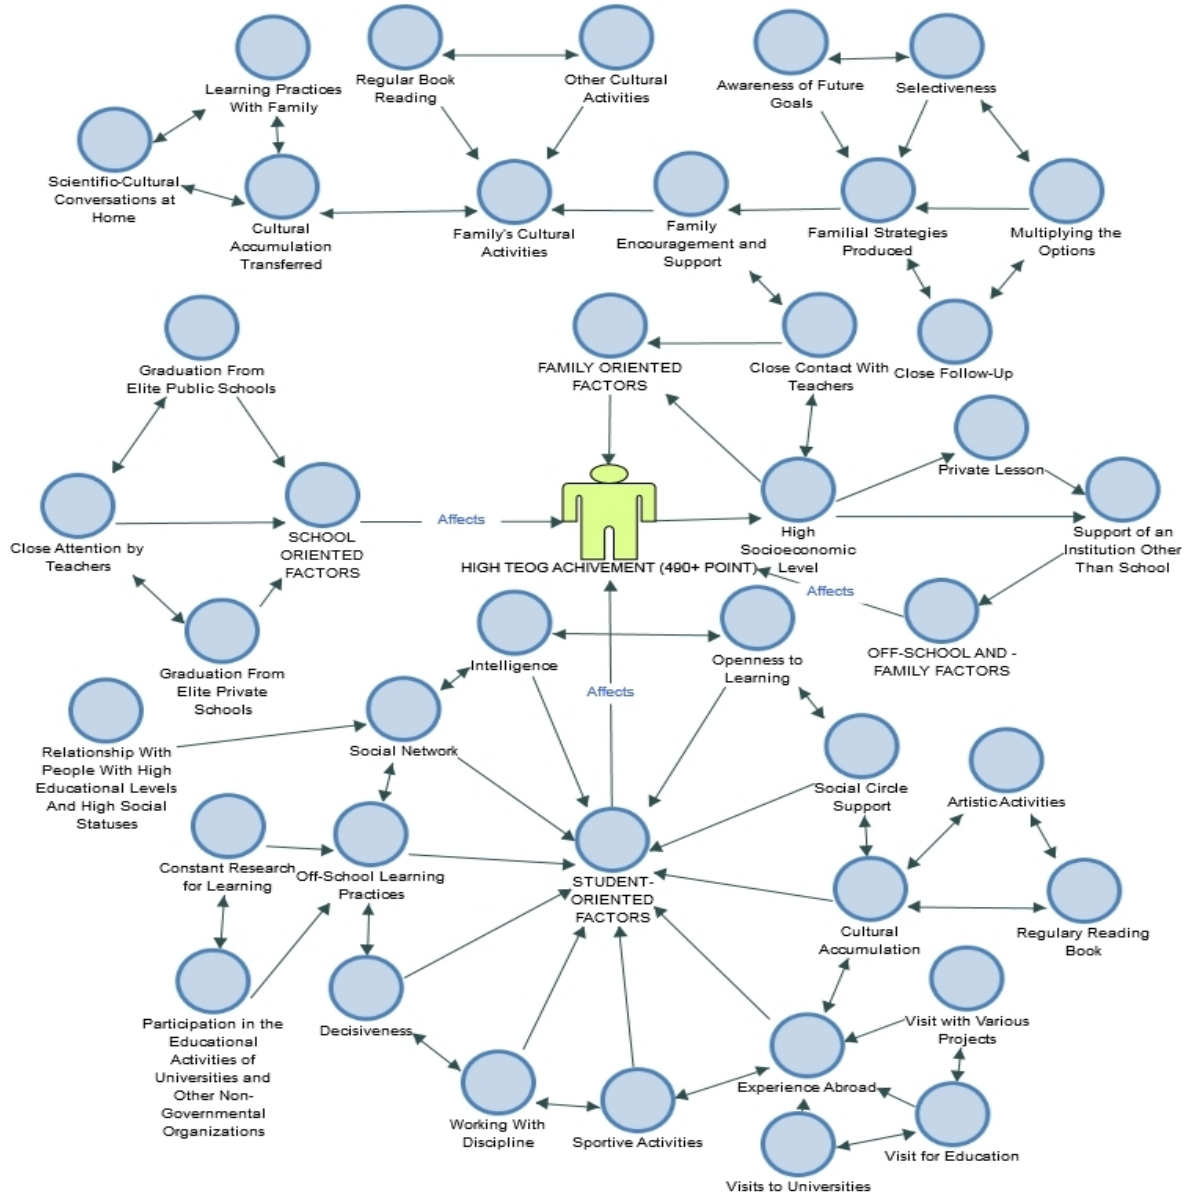 Learning Practices
With Family
Regular Book
Reading
Other Cultural
Activities
Awareness of Future
Goals
Selectiveness
Scientific-Cultural
Conversations at
Home
Cultural
Accumulation
Transferred
Family's Cultural
Activities
Family
Encouragement and
Support
Familial Strategies
Produced
Multiplying the
Options
Graduation From
Elite Public Schools
FAMILY ORIENTED
FACTORS
Close Contact With
Teachers
Close Follow-Up
Private Lesson
Close Attention by
Teachers
SCHOOL
ORIENTED
FACTORS
Affects
High
Socioeconomic
Level
Support of an
Institution Other
Than School
HIGH TEOG ACHIVEMENT (490+ POINT)
Affects
Graduation From
Elite Private
Schools
Intelligence
Openness to
Learning
OFF-SCHOOL AND -
FAMILY FACTORS
Affects
Relationship With
People With High
Educational Levels
And High Social
Statuses
Social Network
Social Circle
Support
Artistic Activities
Constant Research
for Learning
Off-School Learning
Practices
STUDENT-
ORIENTED
FACTORS
Cultural
Accumulation
Regulary Reading
Book
Participation in the
Educational
Activities of
Universities and
Other Non-
Governmental
Organizations
Decisiveness
Visit with Various
Projects
Working With
Discipline
Sportive Activities
Experience Abroad
Visit for Education
Visits to Universities